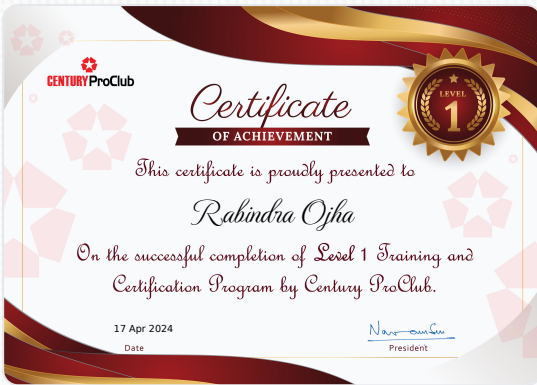 CENTURY ProClub
Certificate
OF ACHIEVEMENT
LEVEL
1
This certificate is proudly presented to
Rabindra Ojha
On the successful completion of Level 1 Training and
Certification Program by Century ProClub.
17 Apr 2024
Date
President